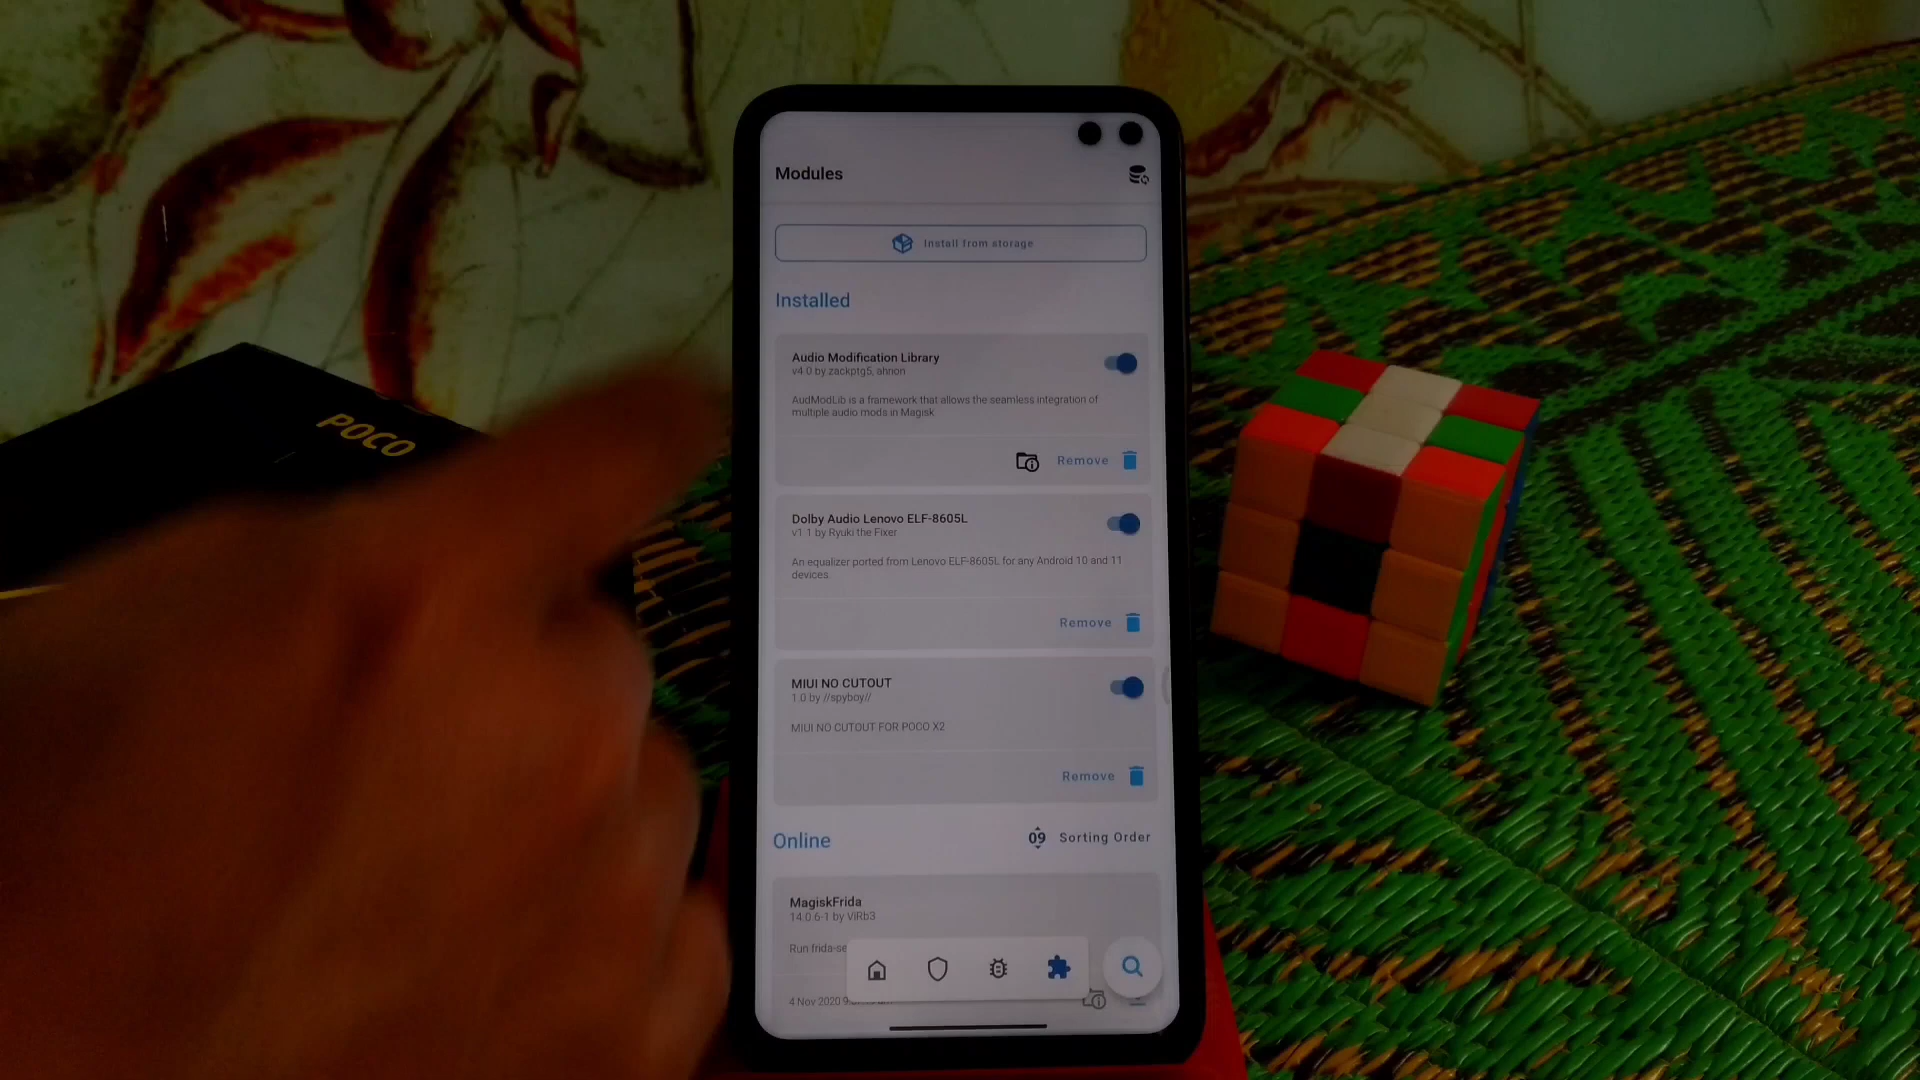 POCO
Modules
Install from storage
Installed
Audio Modification Library
v4.0 by zackptg5, ahrion
AudModLib is a framework that allows the seamless integration of
multiple audio mods in Magisk
Remove
Dolby Audio Lenovo ELF-8605L
v1.1 by Ryuki the Fixer
An equalizer ported from Lenovo ELF-8605L for any Android 10 and 11
devices
Remove
MIUI NO CUTOUT
1.0 by //spyboy//
MIUI NO CUTOUT FOR POCO X2
Remove
Online
09 Sorting Order
MagiskFrida
14.0.6-1 by ViRb3
Run frida-se
4 Nov 2020